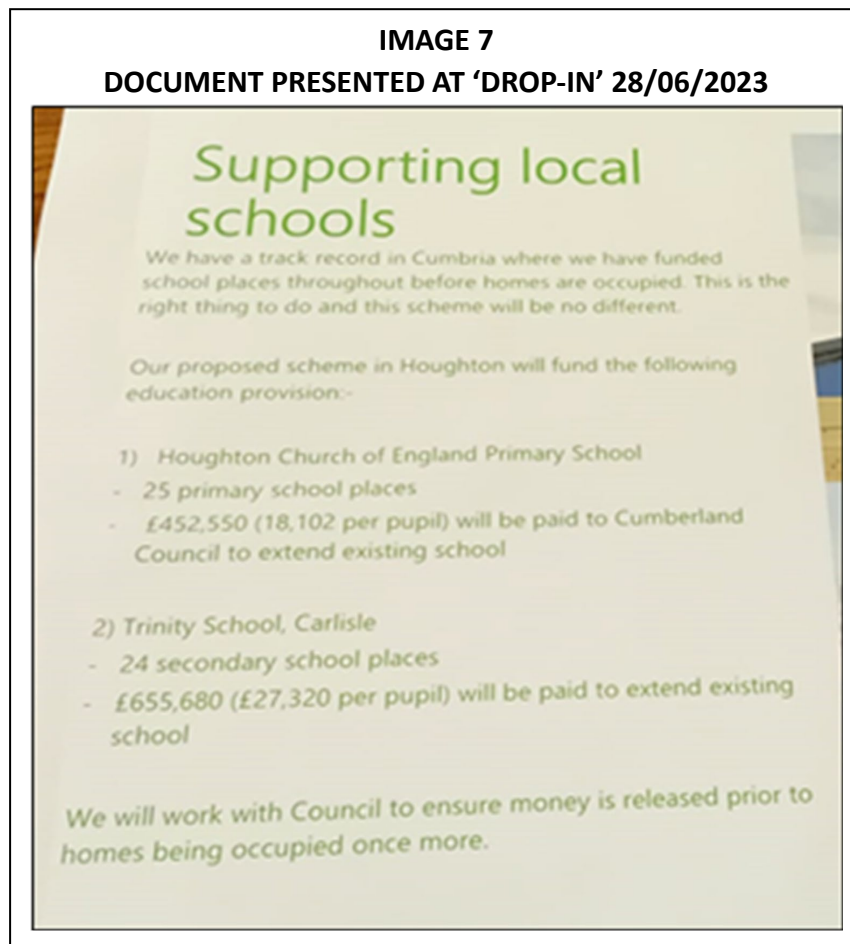 IMAGE 7
DOCUMENT PRESENTED AT ‘DROP-IN’ 28/06/2023
Supporting local
schools
We have a track record in Cumbria where we have funded
school places throughout before homes are occupied. This is the
right thing to do and this scheme will be no different.
Our proposed scheme in Houghton will fund the following
education provision:-
1) Houghton Church of England Primary School
- 25 primary school places
- £452,550 (18,102 per pupil) will be paid to Cumberland
Council to extend existing school
2) Trinity School, Carlisle
- 24 secondary school places
- £655,680 (£27,320 per pupil) will be paid to extend existing
school
We will work with Council to ensure money is released prior to
homes being occupied once more.